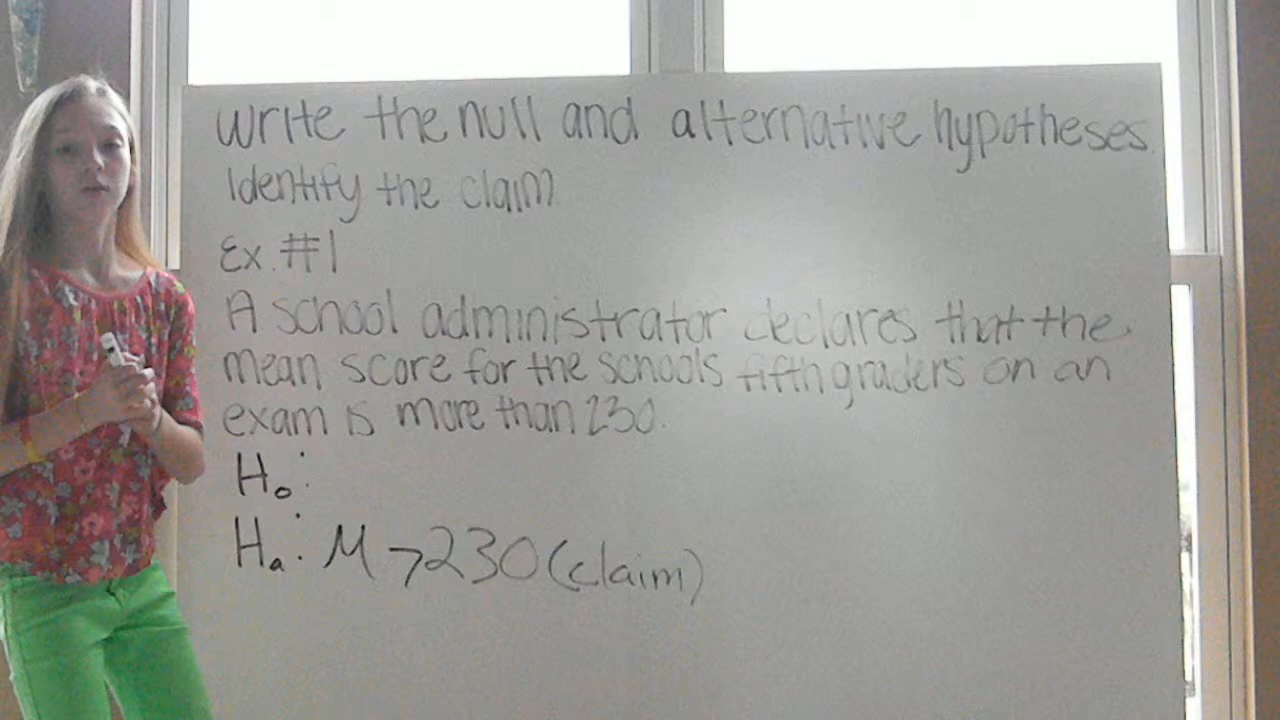 Write the null and alternative hypotheses.
Identify the claim
Ex. #1
A school administrator declares that the
mean score for the schools fifth graders on an
exam is more than 230.
Ho:
Ha: M >230 (claim)